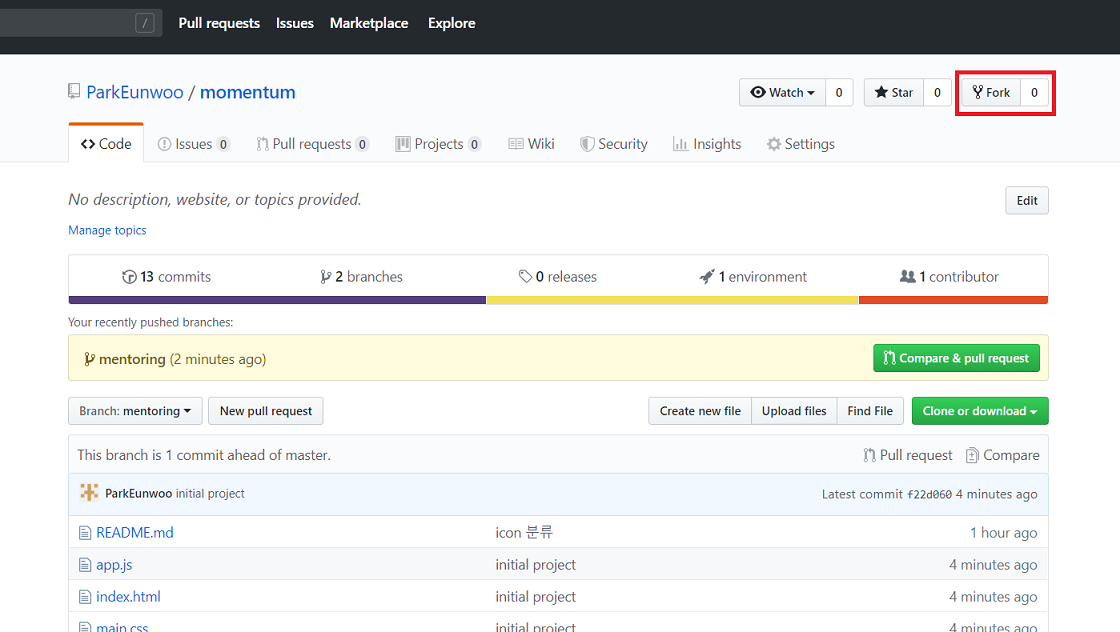 / Pull requests Issues Marketplace Explore
ParkEunwoo / momentum Watch 0 Star 0 Fork 0
Code Issues 0 Pull requests 0 Projects 0 Wiki Security Insights Settings
No description, website, or topics provided. Edit
Manage topics
13 commits 2 branches 0 releases 1 environment 1 contributor
Your recently pushed branches:
mentoring (2 minutes ago) Compare & pull request
Branch: mentoring New pull request Create new file Upload files Find File Clone or download
This branch is 1 commit ahead of master. Pull request Compare
ParkEunwoo initial project Latest commit f22d060 4 minutes ago
README.md icon 분류 1 hour ago
app.js initial project 4 minutes ago
index.html initial project 4 minutes ago
main.css initial project 4 minutes ago